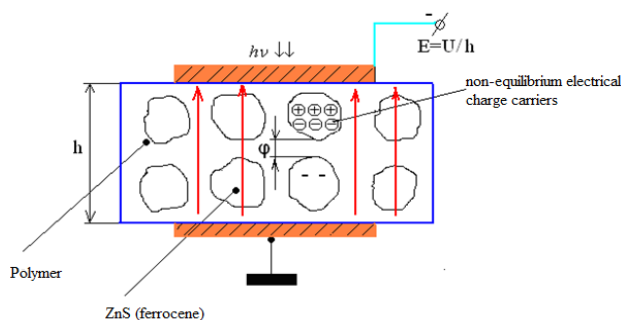 -
hν ↓↓
E=U/h
non-equilibrium electrical
charge carriers
+ + +
- - -
h
φ
- -
Polymer
ZnS (ferrocene)